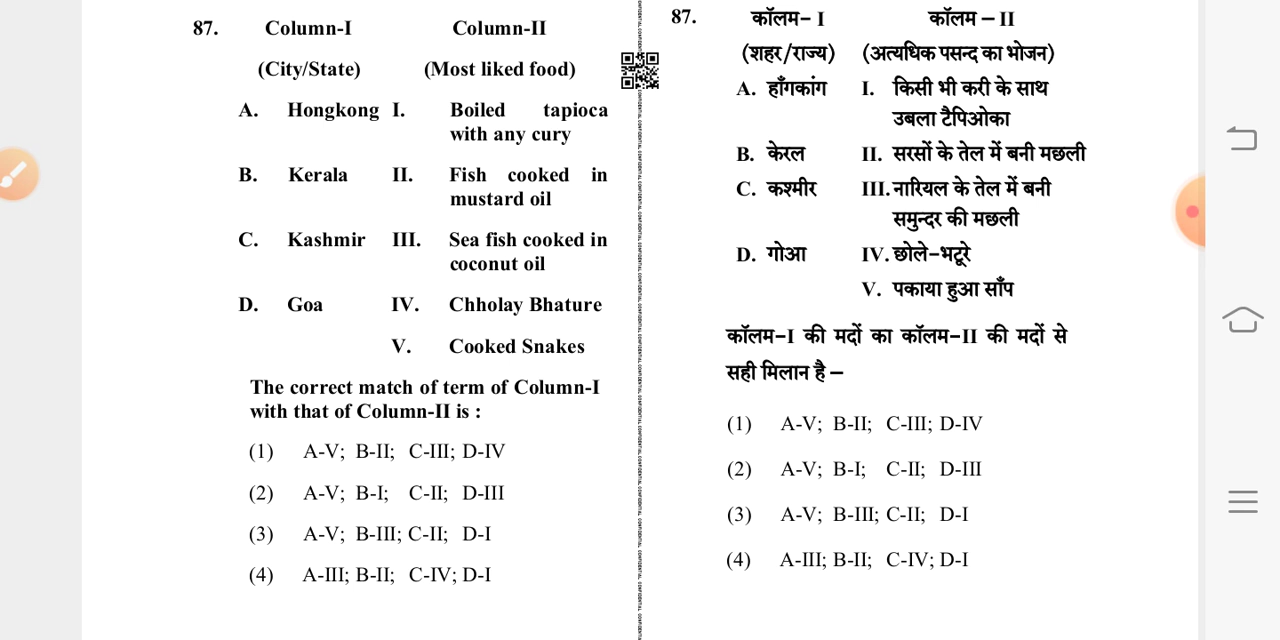 87. Column-I Column-II
(City/State) (Most liked food)
A. Hongkong I. Boiled tapioca
with any cury
B. Kerala II. Fish cooked in
mustard oil
C. Kashmir III. Sea fish cooked in
coconut oil
D. Goa IV. Chholay Bhature
V. Cooked Snakes
The correct match of term of Column-I
with that of Column-II is :
(1) A-V; B-II; C-III; D-IV
(2) A-V; B-I; C-II; D-III
(3) A-V; B-III; C-II; D-I
(4) A-III; B-II; C-IV; D-I
87. कॉलम- I कॉलम – II
(शहर/राज्य) (अत्यधिक पसन्द का भोजन)
A. हाँगकांग I. किसी भी करी के साथ
उबला टैपिओका
B. केरल II. सरसों के तेल में बनी मछली
C. कश्मीर III. नारियल के तेल में बनी
समुन्दर की मछली
D. गोआ IV. छोले-भटूरे
V. पकाया हुआ साँप
कॉलम-I की मदों का कॉलम-II की मदों से
सही मिलान है –
(1) A-V; B-II; C-III; D-IV
(2) A-V; B-I; C-II; D-III
(3) A-V; B-III; C-II; D-I
(4) A-III; B-II; C-IV; D-I